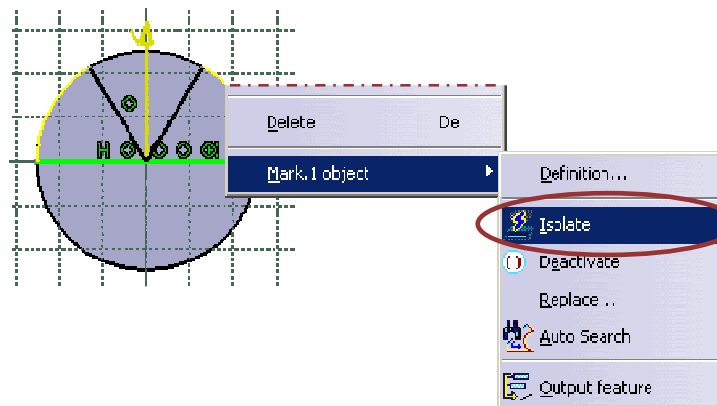 H
Delete De
Mark.1 object
Definition...
Isolate
Deactivate
Replace ...
Auto Search
Output feature